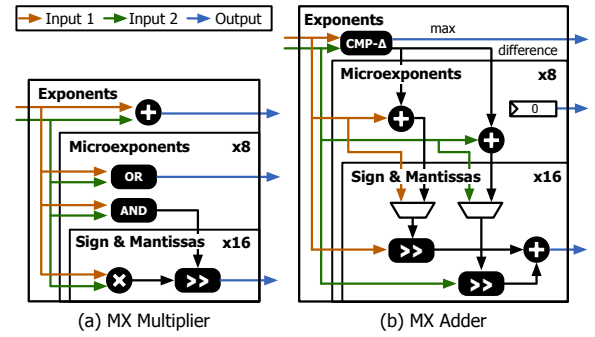 Input 1 Input 2 Output
Exponents
+
Microexponents x8
OR
AND
Sign & Mantissas x16
× >>
(a) MX Multiplier
Exponents
CMP-Δ max
difference
Microexponents x8
0
+
+
Sign & Mantissas x16
>> +
>>
(b) MX Adder